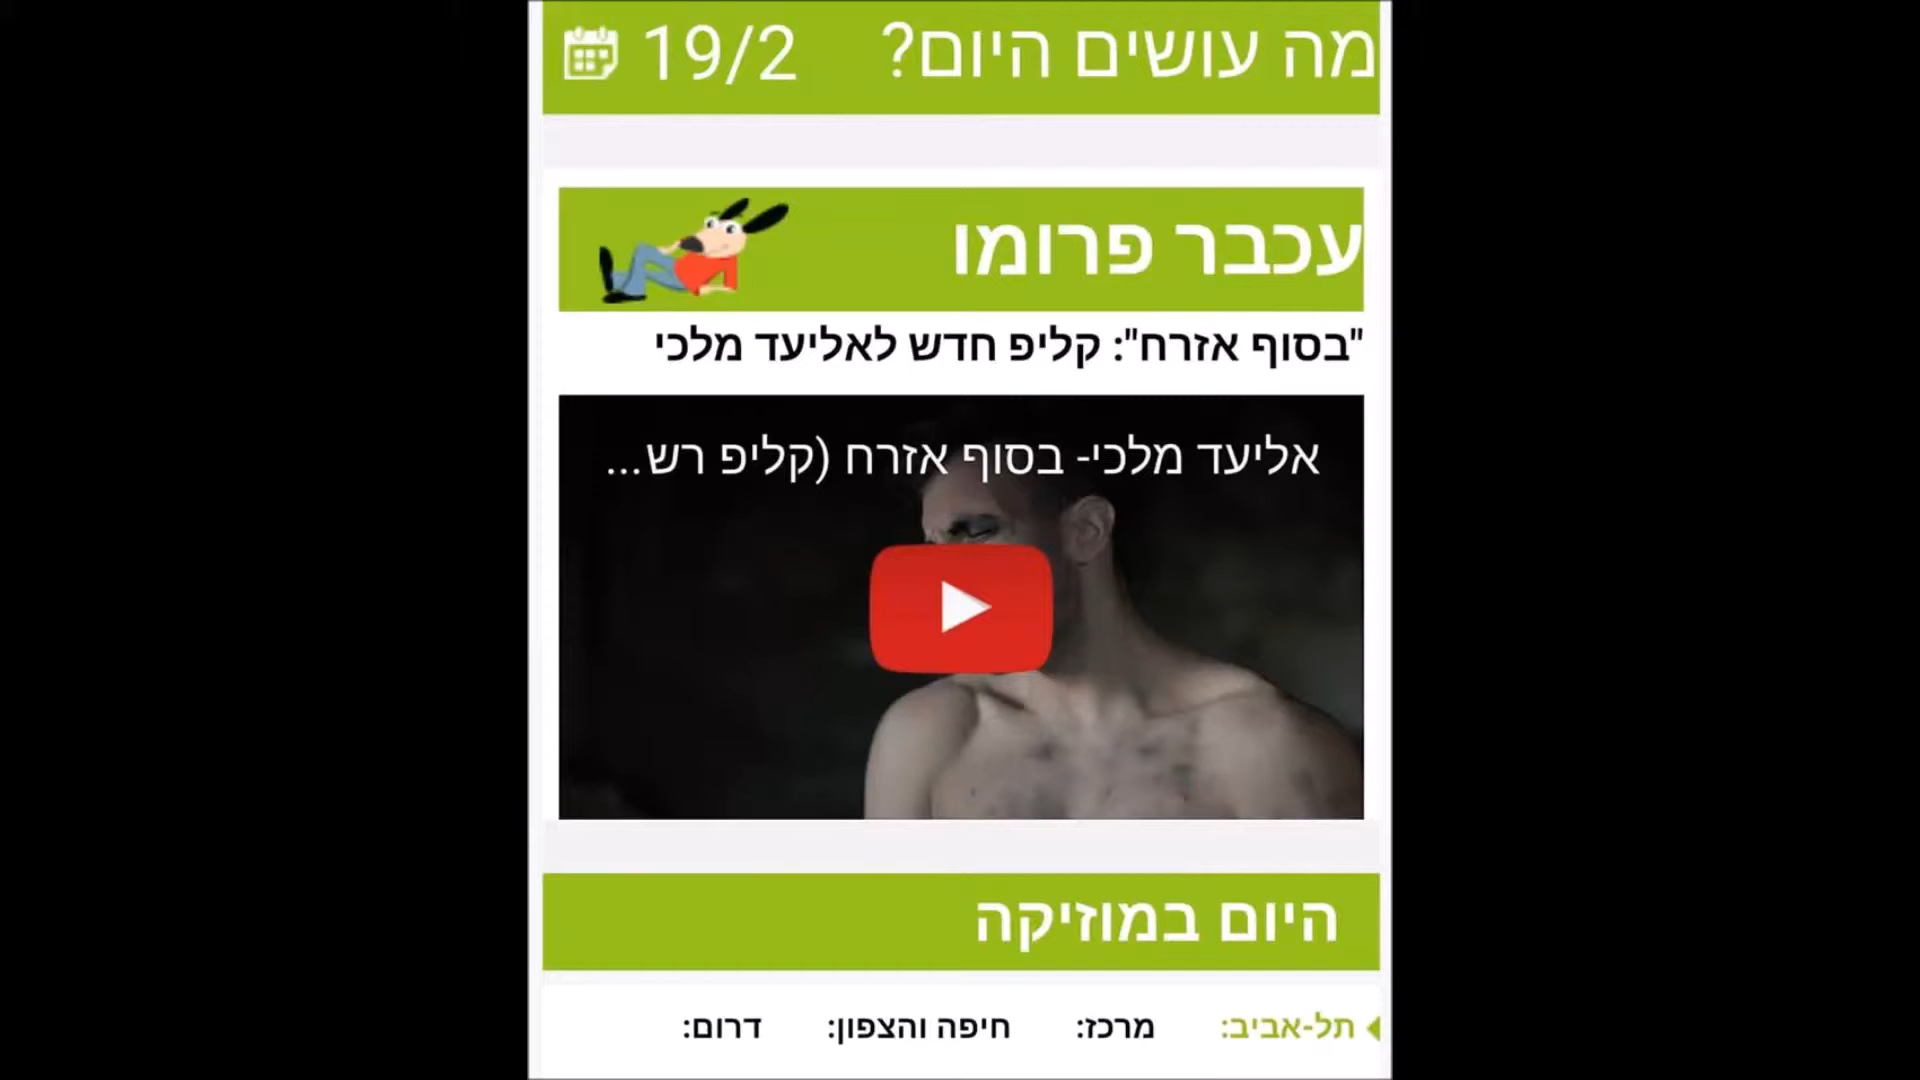 מה עושים היום? 19/2
עכבר פרומו
"בסוף אזרח": קליפ חדש לאליעד מלכי
אליעד מלכי- בסוף אזרח (קליפ רש...
היום במוזיקה
תל-אביב: מרכז: חיפה והצפון: דרום: